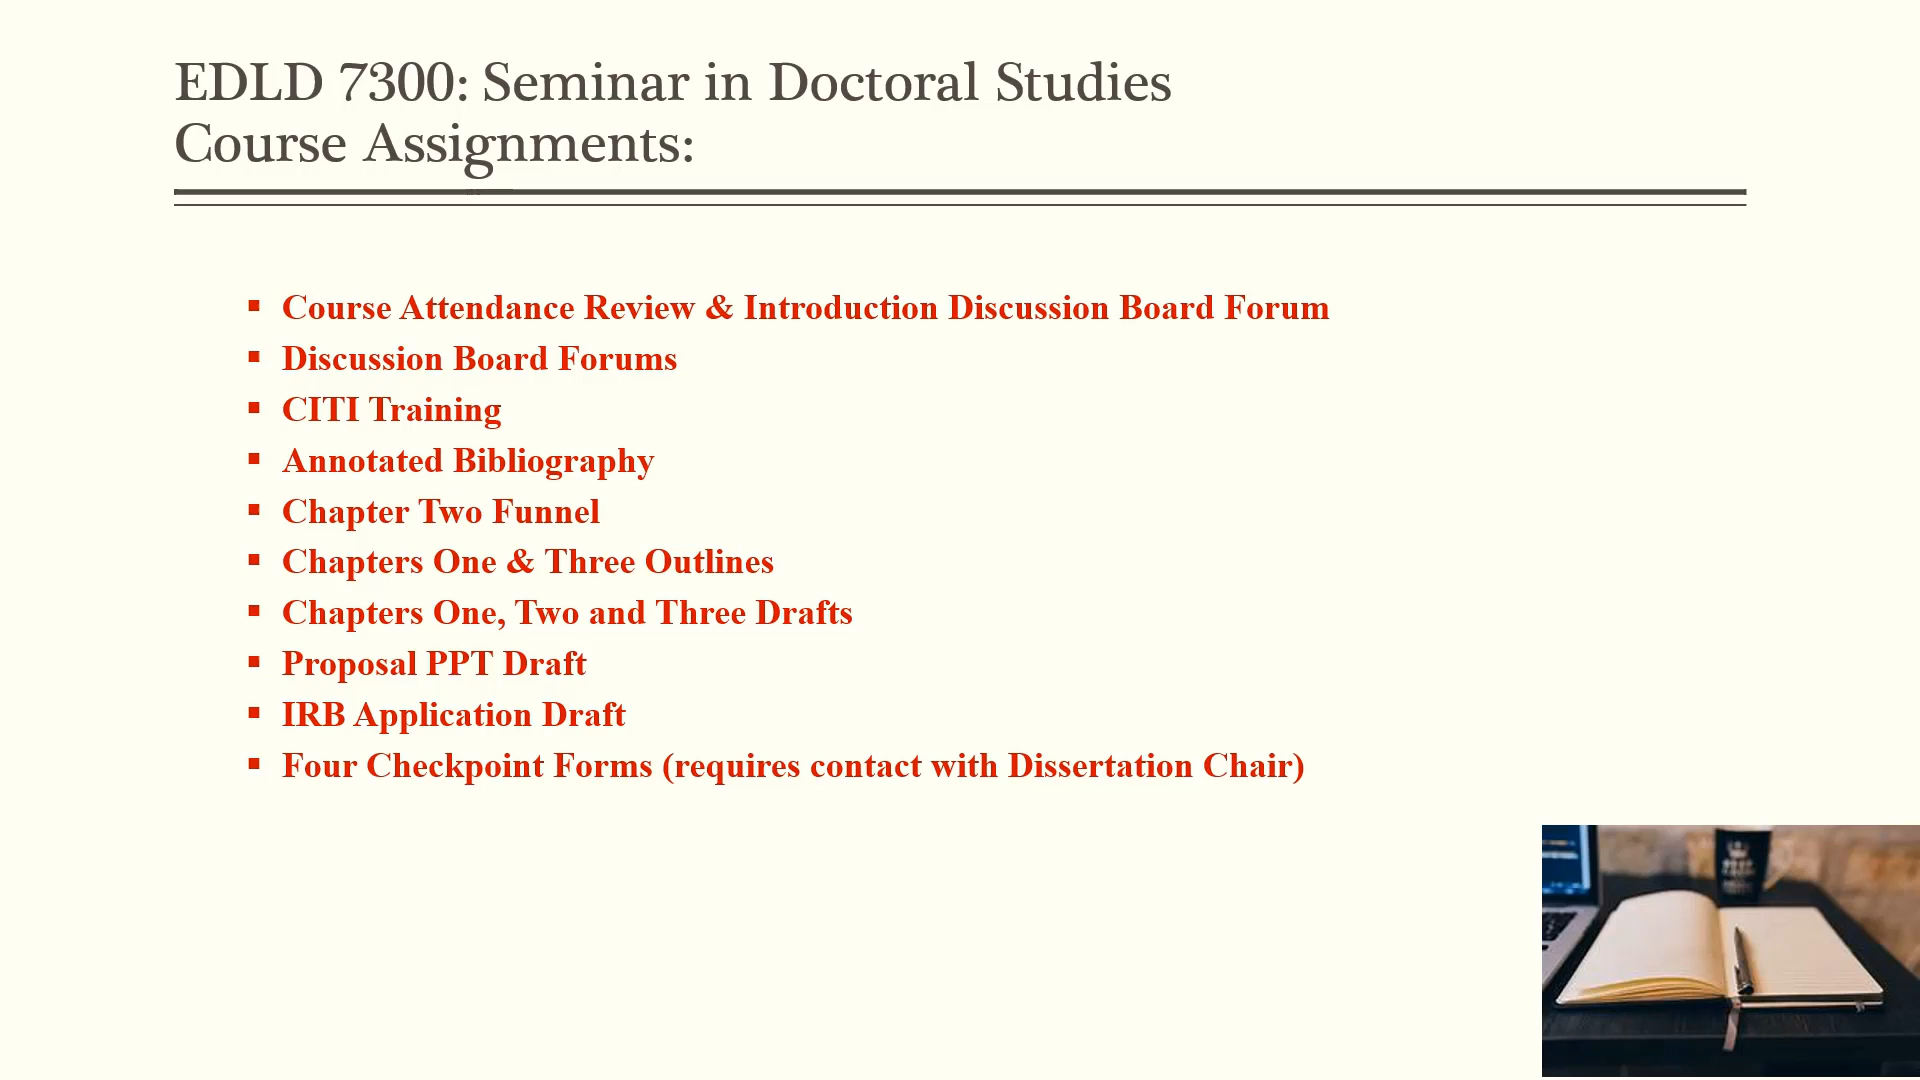 EDLD 7300: Seminar in Doctoral Studies
Course Assignments:
▪ Course Attendance Review & Introduction Discussion Board Forum
▪ Discussion Board Forums
▪ CITI Training
▪ Annotated Bibliography
▪ Chapter Two Funnel
▪ Chapters One & Three Outlines
▪ Chapters One, Two and Three Drafts
▪ Proposal PPT Draft
▪ IRB Application Draft
▪ Four Checkpoint Forms (requires contact with Dissertation Chair)